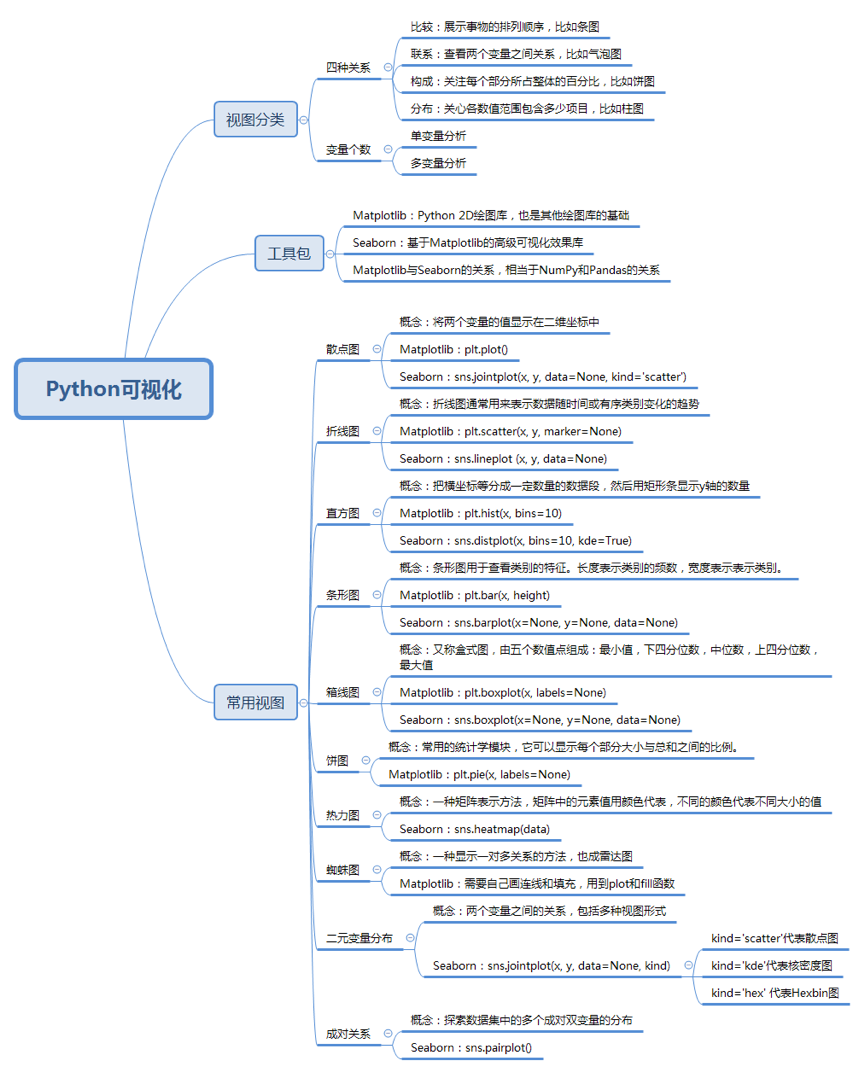 Python可视化
视图分类
四种关系
比较：展示事物的排列顺序，比如条图
联系：查看两个变量之间关系，比如气泡图
构成：关注每个部分所占整体的百分比，比如饼图
分布：关心各数值范围包含多少项目，比如柱图
变量个数
单变量分析
多变量分析
工具包
Matplotlib：Python 2D绘图库，也是其他绘图库的基础
Seaborn：基于Matplotlib的高级可视化效果库
Matplotlib与Seaborn的关系，相当于NumPy和Pandas的关系
常用视图
散点图
概念：将两个变量的值显示在二维坐标中
Matplotlib：plt.plot()
Seaborn：sns.jointplot(x, y, data=None, kind='scatter')
折线图
概念：折线图通常用来表示数据随时间或有序类别变化的趋势
Matplotlib：plt.scatter(x, y, marker=None)
Seaborn：sns.lineplot (x, y, data=None)
直方图
概念：把横坐标等分成一定数量的数据段，然后用矩形条显示y轴的数量
Matplotlib：plt.hist(x, bins=10)
Seaborn：sns.distplot(x, bins=10, kde=True)
条形图
概念：条形图用于查看类别的特征。长度表示类别的频数，宽度表示表示类别。
Matplotlib：plt.bar(x, height)
Seaborn：sns.barplot(x=None, y=None, data=None)
箱线图
概念：又称盒式图，由五个数值点组成：最小值，下四分位数，中位数，上四分位数，
最大值
Matplotlib：plt.boxplot(x, labels=None)
Seaborn：sns.boxplot(x=None, y=None, data=None)
饼图
概念：常用的统计学模块，它可以显示每个部分大小与总和之间的比例。
Matplotlib：plt.pie(x, labels=None)
热力图
概念：一种矩阵表示方法，矩阵中的元素值用颜色代表，不同的颜色代表不同大小的值
Seaborn：sns.heatmap(data)
蜘蛛图
概念：一种显示一对多关系的方法，也成雷达图
Matplotlib：需要自己画连线和填充，用到plot和fill函数
二元变量分布
概念：两个变量之间的关系，包括多种视图形式
Seaborn：sns.jointplot(x, y, data=None, kind)
kind='scatter'代表散点图
kind='kde'代表核密度图
kind='hex' 代表Hexbin图
成对关系
概念：探索数据集中的多个成对双变量的分布
Seaborn：sns.pairplot()